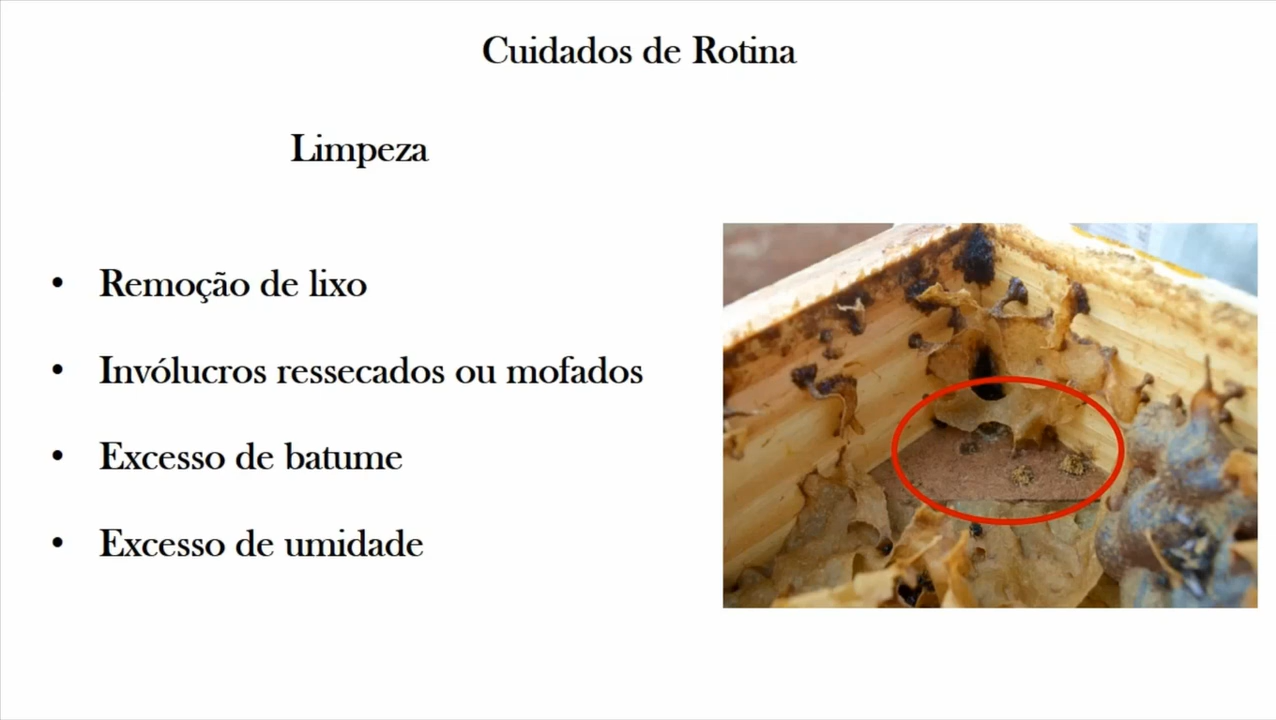 Cuidados de Rotina
Limpeza
• Remoção de lixo
• Invólucros ressecados ou mofados
• Excesso de batume
• Excesso de umidade